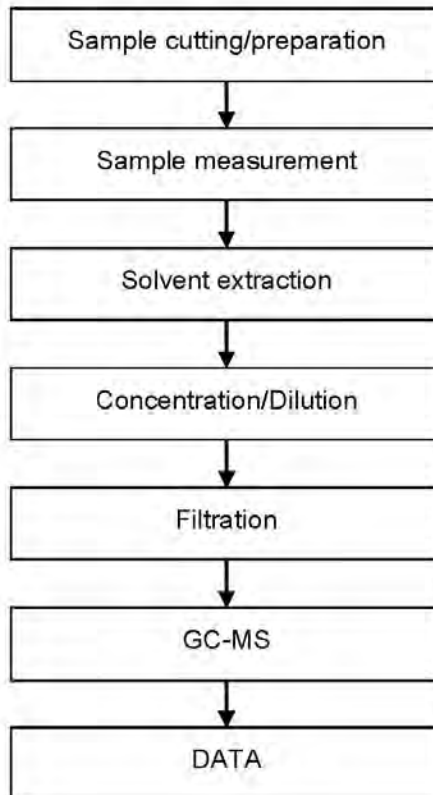 Sample cutting/preparation
Sample measurement
Solvent extraction
Concentration/Dilution
Filtration
GC-MS
DATA